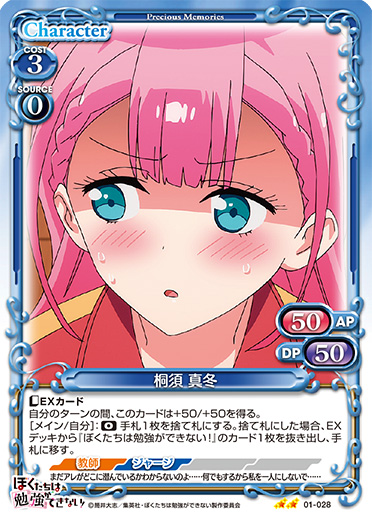 Precious Memories
Character
COST
3
SOURCE
0
50 AP
DP 50
桐須 真冬
EXカード
自分のターンの間、このカードは+50/+50を得る。
[メイン/自分]: 0 手札1枚を捨て札にする。捨て札にした場合、EX
デッキから『ぼくたちは勉強ができない!』のカード1枚を抜き出し、手
札に移す。
教師 ジャージ
まだアレがどこに潜んでいるかわからないのよ……何でもするから私を一人にしないで……
ぼくたちは
勉強ができない
©筒井大志/集英社・ぼくたちは勉強ができない製作委員会
01-028